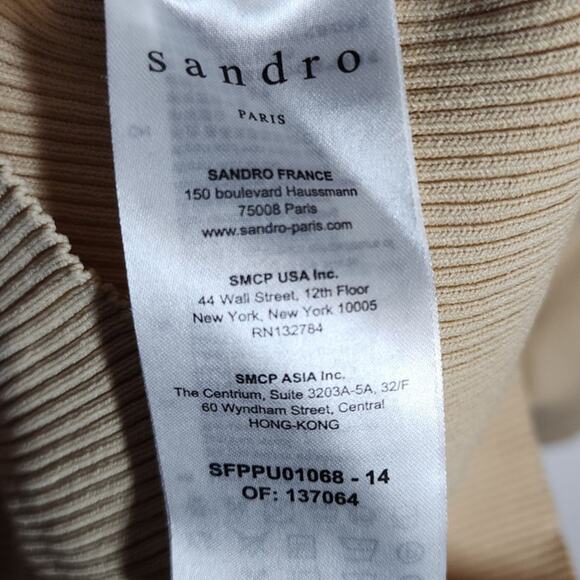 sandro
PARIS
SANDRO FRANCE
150 boulevard Haussmann
75008 Paris
www.sandro-paris.com
SMCP USA Inc.
44 Wall Street, 12th Floor
New York, New York 10005
RN132784
SMCP ASIA Inc.
The Centrium, Suite 3203A-5A, 32/F
60 Wyndham Street, Central
HONG-KONG
SFPPU01068 - 14
OF: 137064